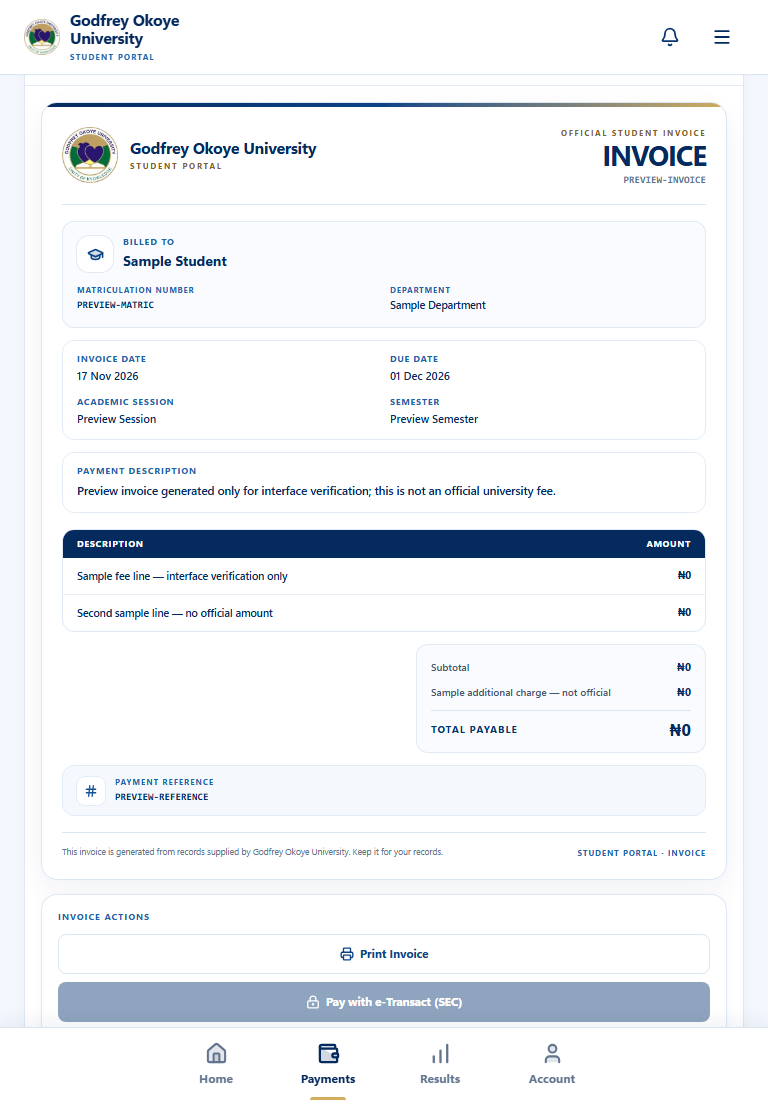 Godfrey Okoye
University
STUDENT PORTAL
Godfrey Okoye University
STUDENT PORTAL
OFFICIAL STUDENT INVOICE
INVOICE
PREVIEW-INVOICE
BILLED TO
Sample Student
MATRICULATION NUMBER
PREVIEW-MATRIC
DEPARTMENT
Sample Department
INVOICE DATE
17 Nov 2026
DUE DATE
01 Dec 2026
ACADEMIC SESSION
Preview Session
SEMESTER
Preview Semester
PAYMENT DESCRIPTION
Preview invoice generated only for interface verification; this is not an official university fee.
DESCRIPTION AMOUNT
Sample fee line — interface verification only ₦0
Second sample line — no official amount ₦0
Subtotal ₦0
Sample additional charge — not official ₦0
TOTAL PAYABLE ₦0
PAYMENT REFERENCE
PREVIEW-REFERENCE
This invoice is generated from records supplied by Godfrey Okoye University. Keep it for your records.
STUDENT PORTAL · INVOICE
INVOICE ACTIONS
Print Invoice
Pay with e-Transact (SEC)
Home Payments Results Account